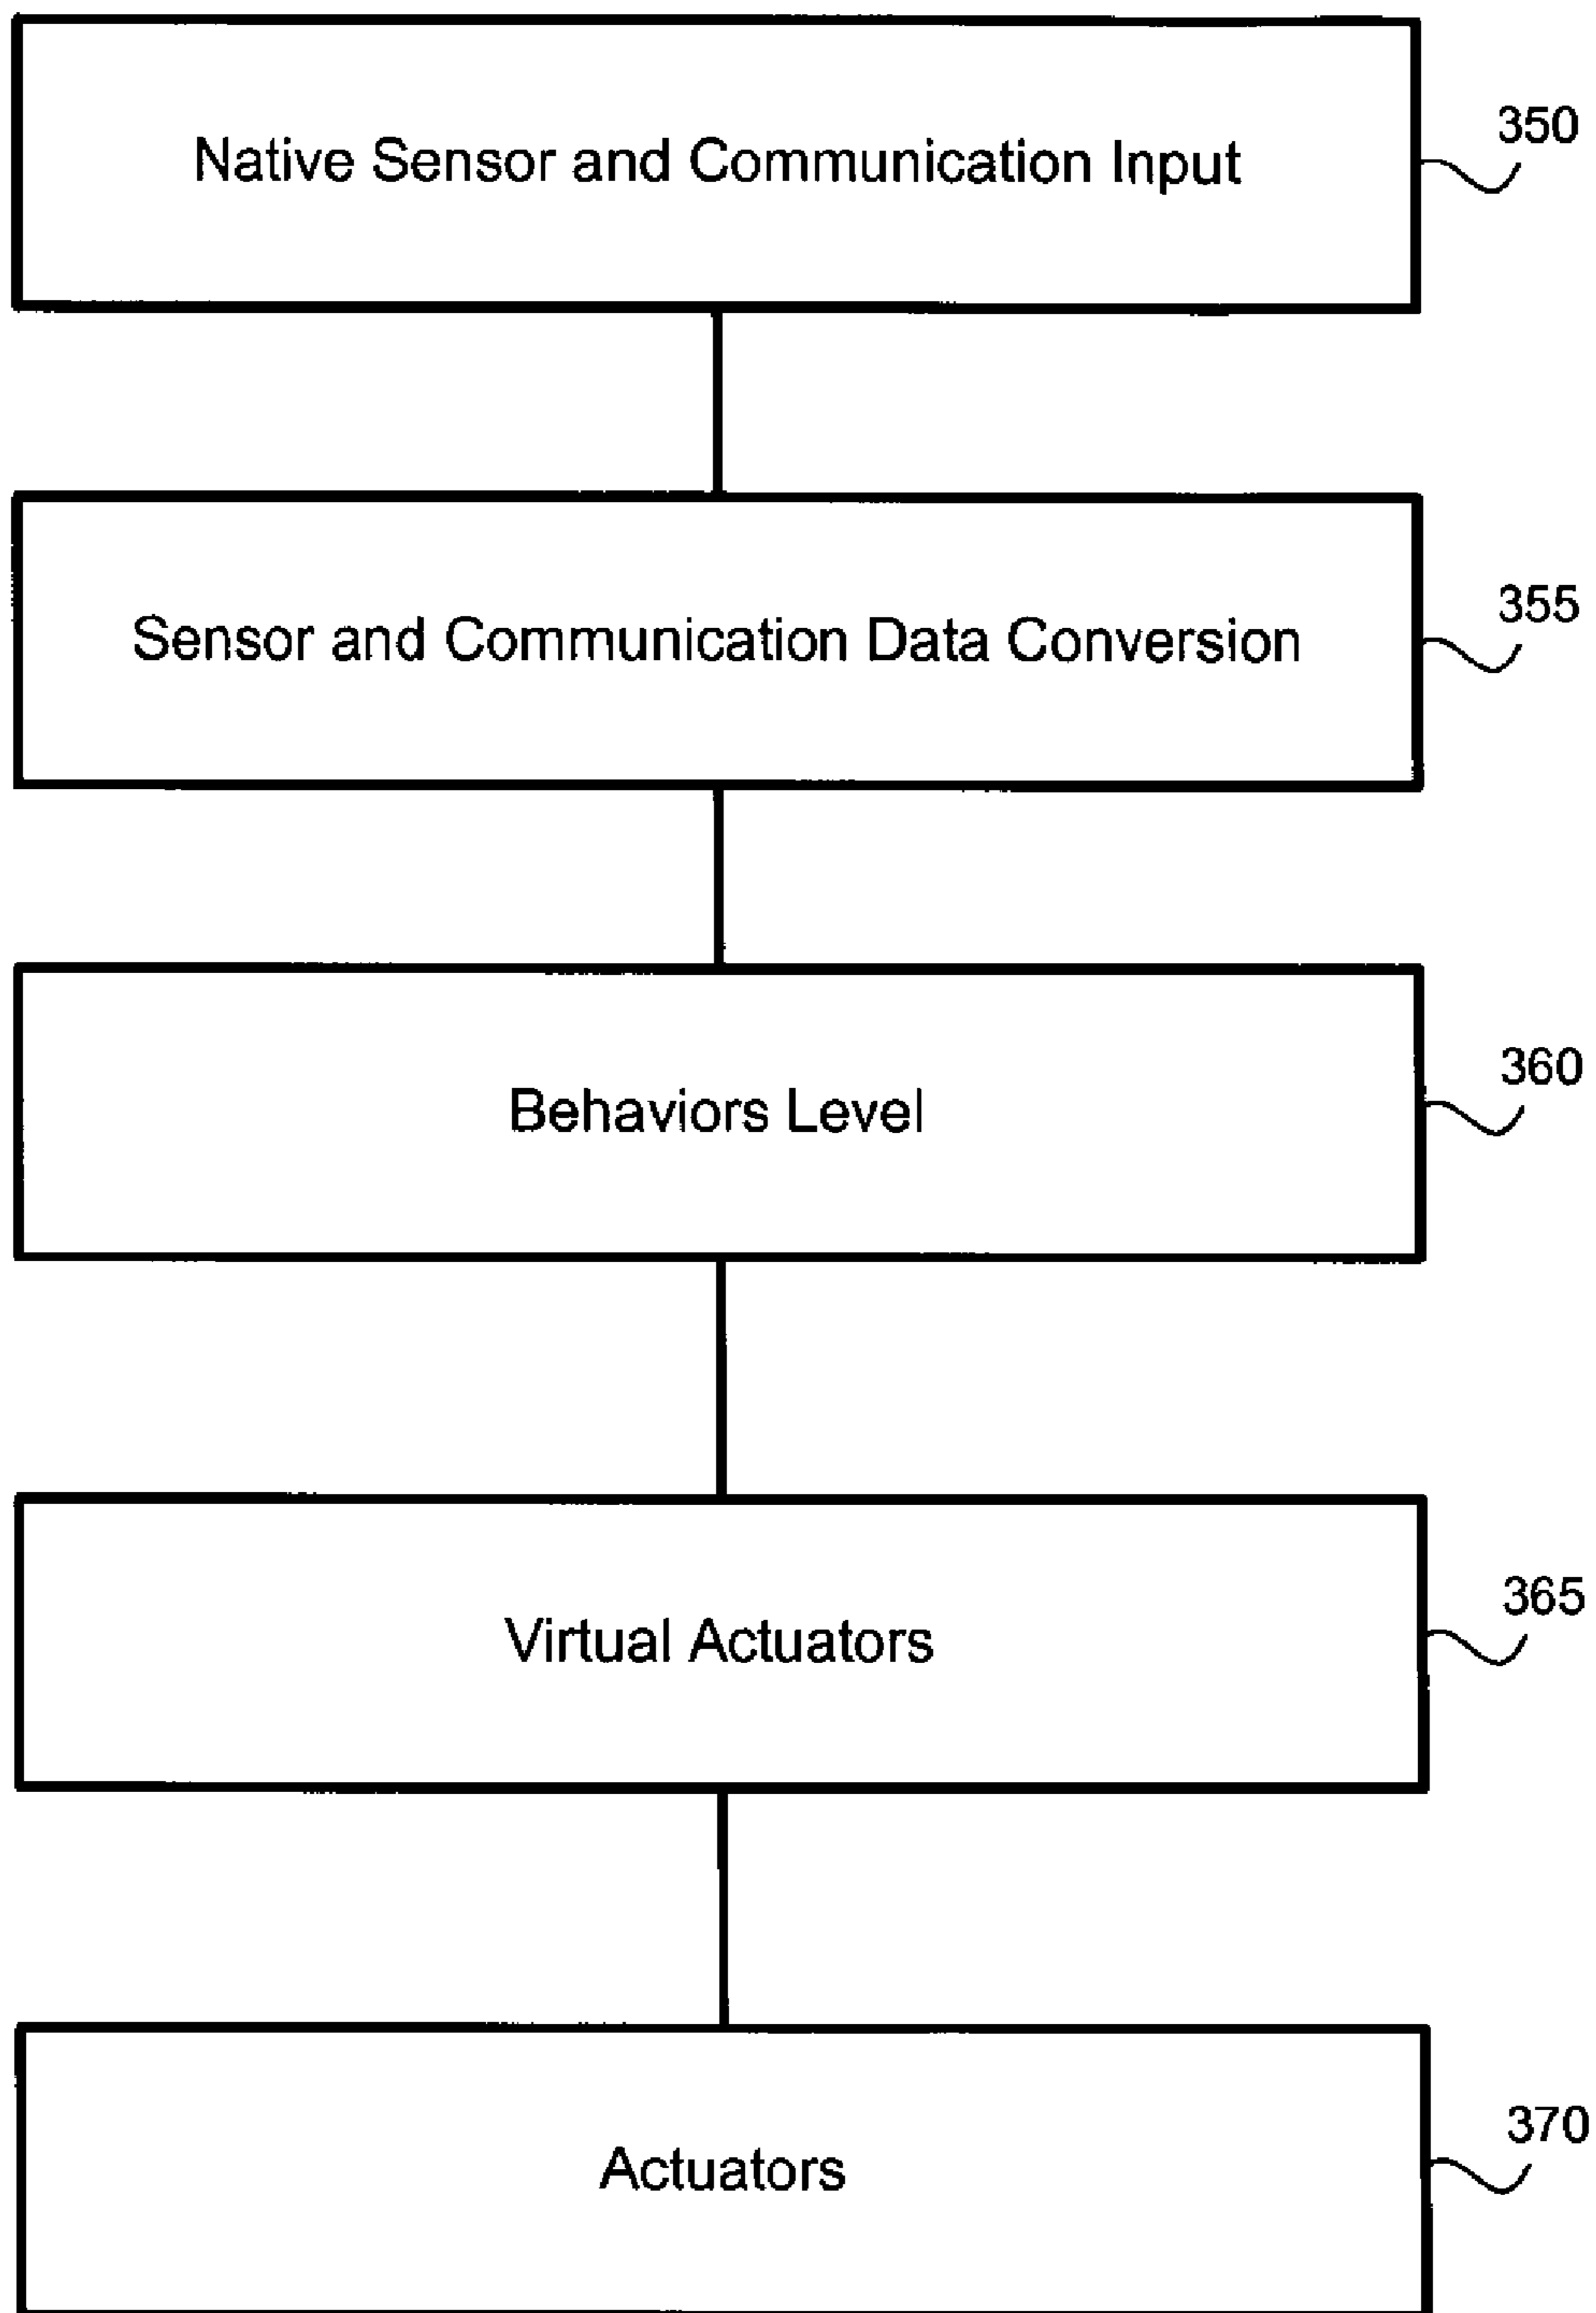 Native Sensor and Communication Input
350
Sensor and Communication Data Conversion
355
Behaviors Level
360
Virtual Actuators
365
Actuators
370